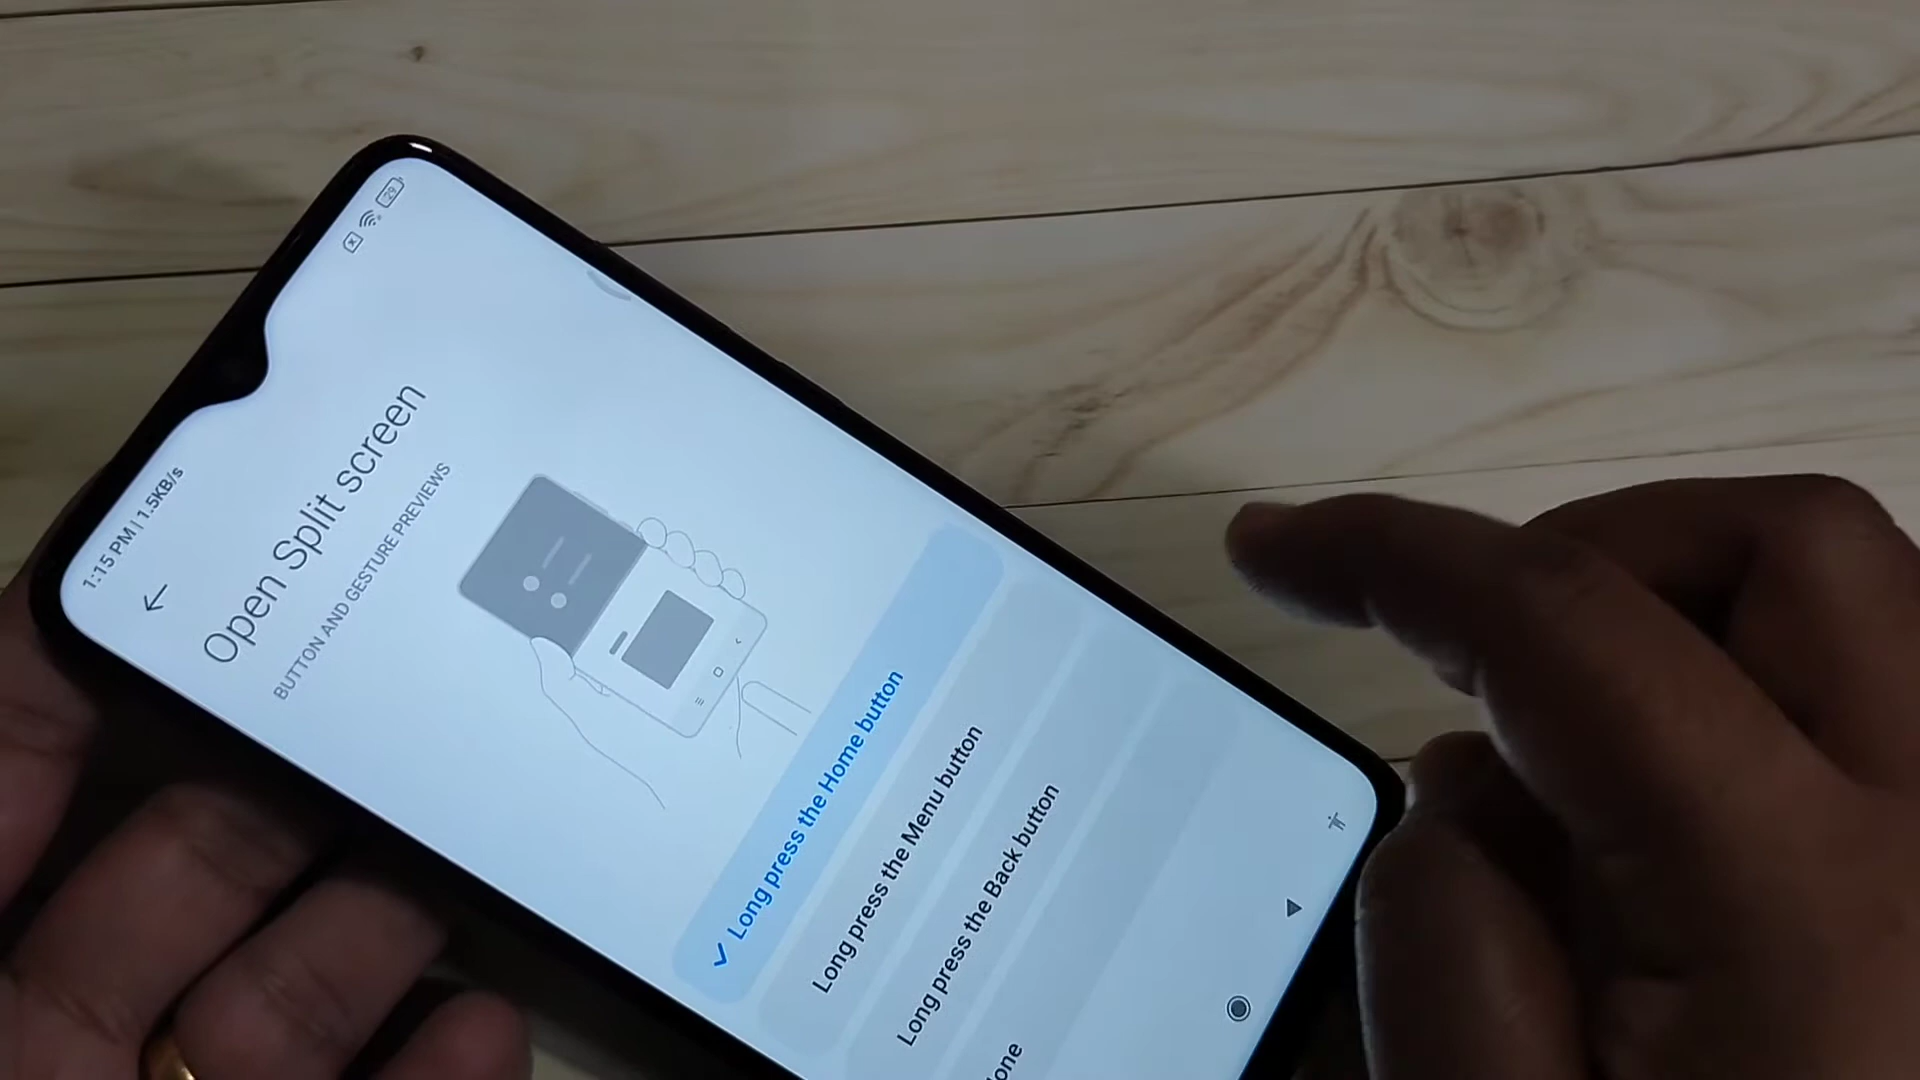 1:15 PM | 1.5KB/s
29
Open Split screen
BUTTON AND GESTURE PREVIEWS
Long press the Home button
Long press the Menu button
Long press the Back button